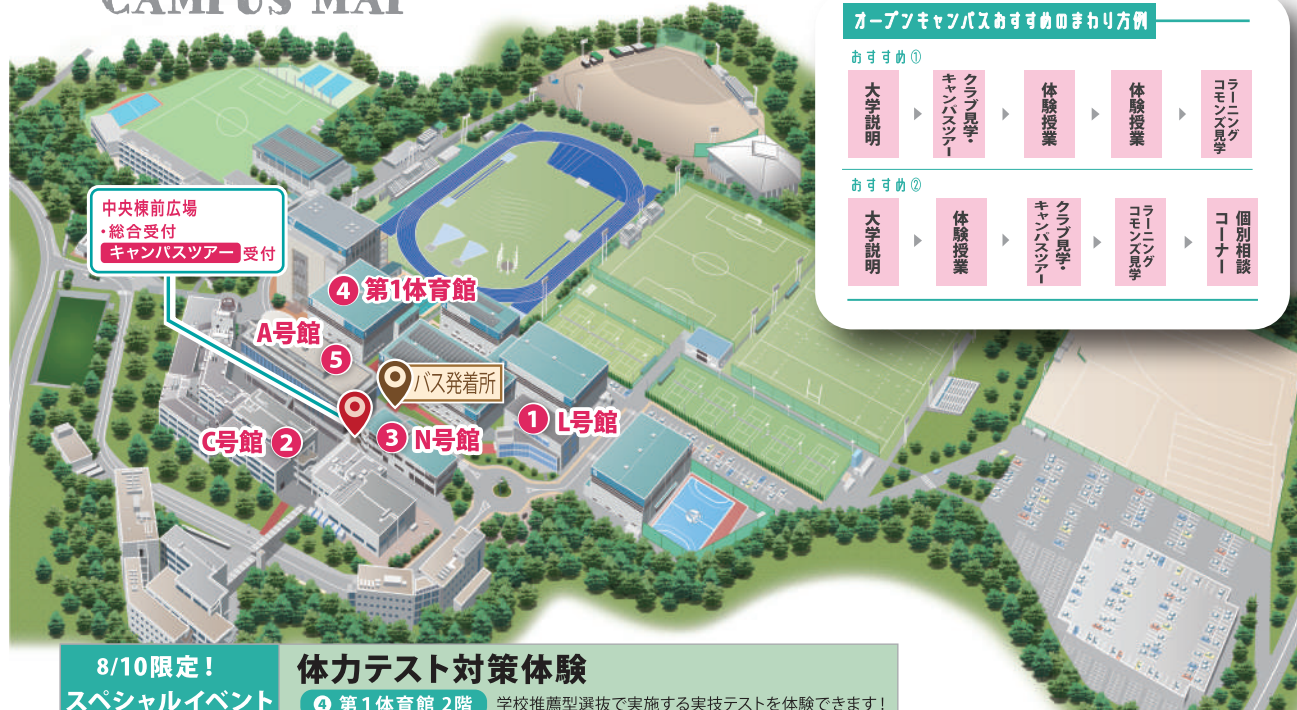 CAMPUS MAP
オープンキャンパスおすすめのまわり方例
おすすめ①
大学説明
クラブ見学・
キャンパスツアー
体験授業
体験授業
ラーニング
コモンズ見学
おすすめ②
大学説明
体験授業
クラブ見学・
キャンパスツアー
ラーニング
コモンズ見学
個別相談
コーナー
中央棟前広場
・総合受付
キャンパスツアー 受付
④ 第1体育館
A号館
⑤
バス発着所
① L号館
C号館 ②
③ N号館
8/10限定！
スペシャルイベント
体力テスト対策体験
④ 第1体育館 2階 学校推薦型選抜で実施する実技テストを体験できます！